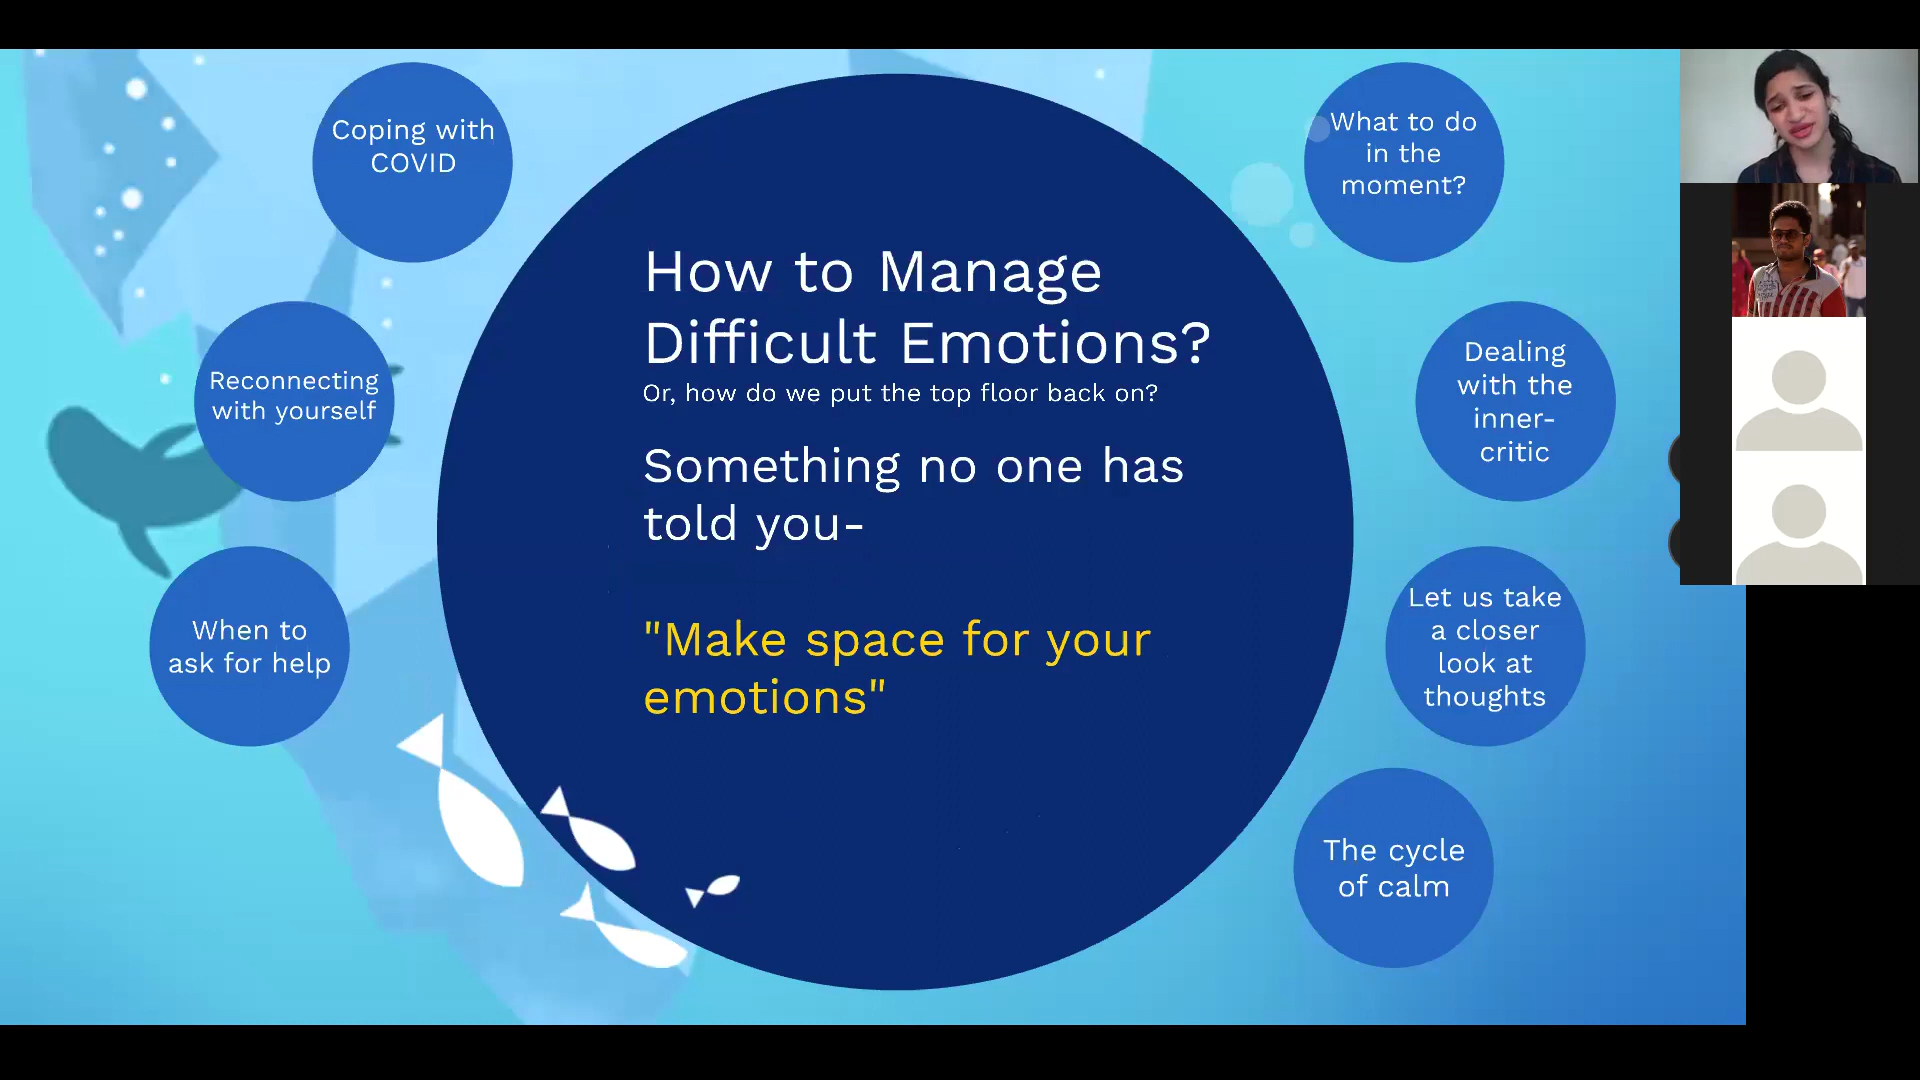 How to Manage
Difficult Emotions?
Or, how do we put the top floor back on?
Something no one has
told you-
"Make space for your
emotions"
Coping with
COVID
Reconnecting
with yourself
When to
ask for help
What to do
in the
moment?
Dealing
with the
inner-
critic
Let us take
a closer
look at
thoughts
The cycle
of calm